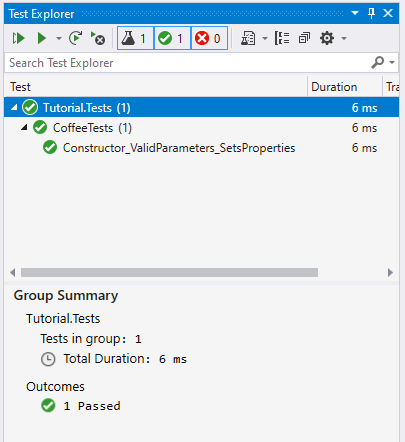 Test Explorer
1 1 0
Search Test Explorer
Test Duration Tra
Tutorial.Tests (1) 6 ms
CoffeeTests (1) 6 ms
Constructor_ValidParameters_SetsProperties 6 ms
Group Summary
Tutorial.Tests
Tests in group: 1
Total Duration: 6 ms
Outcomes
1 Passed